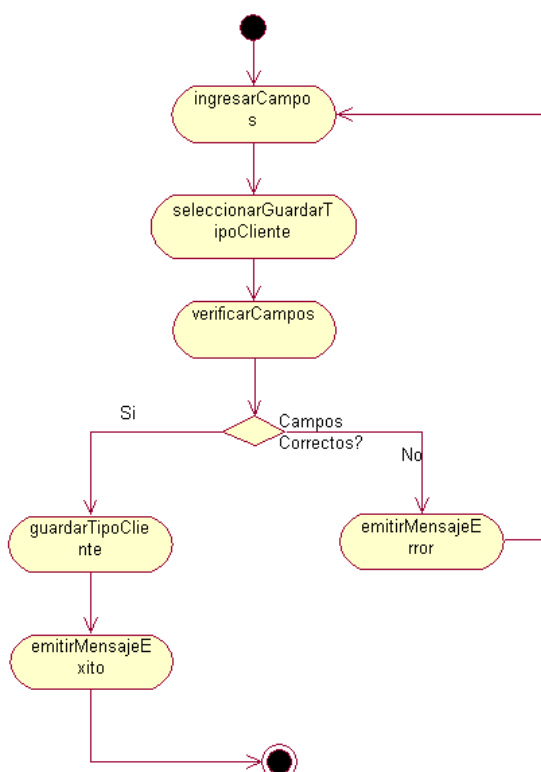 ingresarCampo
s
seleccionarGuardarT
ipoCliente
verificarCampos
Si
Campos
Correctos?
No
guardarTipoClie
nte
emitirMensajeE
rror
emitirMensajeE
xito